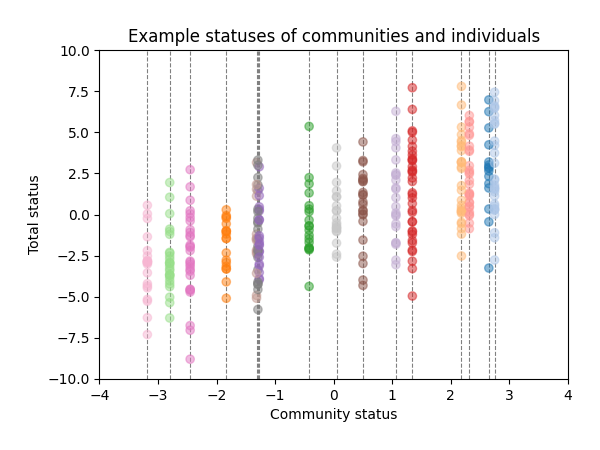 Example statuses of communities and individuals
10.0
7.5
5.0
2.5
0.0
−2.5
−5.0
−7.5
−10.0
Total status
−4 −3 −2 −1 0 1 2 3 4
Community status